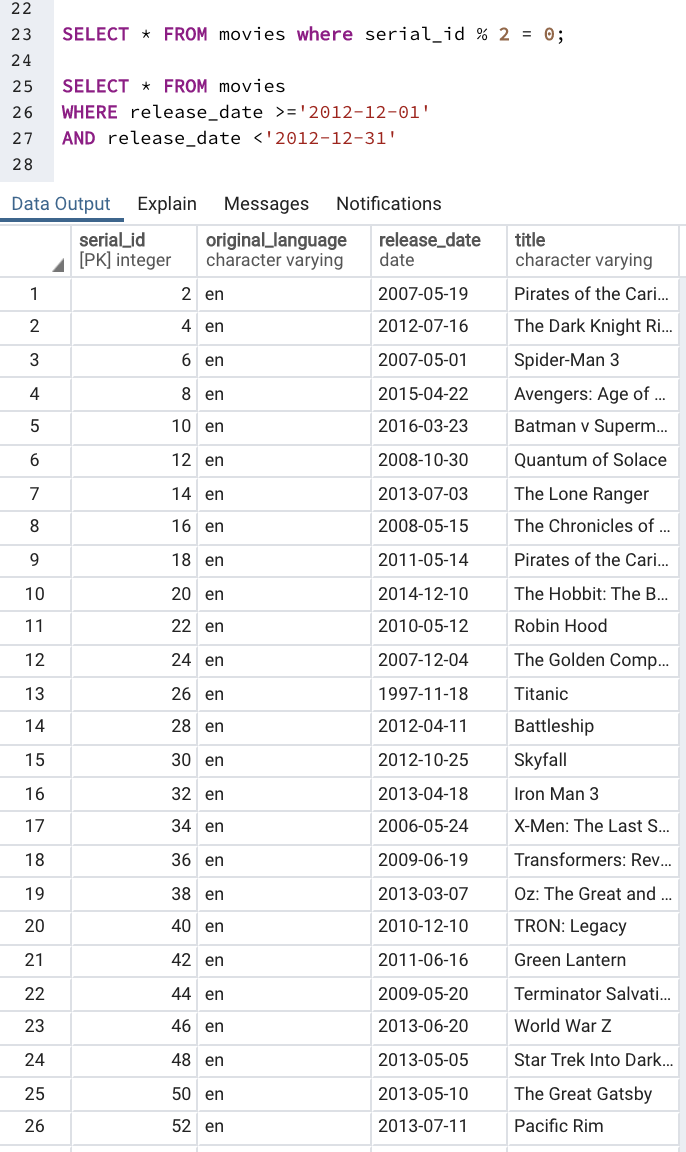 22
23 SELECT * FROM movies where serial_id % 2 = 0;
24
25 SELECT * FROM movies
26 WHERE release_date >='2012-12-01'
27 AND release_date <'2012-12-31'
28
Data Output Explain Messages Notifications
serial_id original_language release_date title
[PK] integer character varying date character varying
1 2 en 2007-05-19 Pirates of the Cari...
2 4 en 2012-07-16 The Dark Knight Ri...
3 6 en 2007-05-01 Spider-Man 3
4 8 en 2015-04-22 Avengers: Age of ...
5 10 en 2016-03-23 Batman v Superm...
6 12 en 2008-10-30 Quantum of Solace
7 14 en 2013-07-03 The Lone Ranger
8 16 en 2008-05-15 The Chronicles of ...
9 18 en 2011-05-14 Pirates of the Cari...
10 20 en 2014-12-10 The Hobbit: The B...
11 22 en 2010-05-12 Robin Hood
12 24 en 2007-12-04 The Golden Comp...
13 26 en 1997-11-18 Titanic
14 28 en 2012-04-11 Battleship
15 30 en 2012-10-25 Skyfall
16 32 en 2013-04-18 Iron Man 3
17 34 en 2006-05-24 X-Men: The Last S...
18 36 en 2009-06-19 Transformers: Rev...
19 38 en 2013-03-07 Oz: The Great and ...
20 40 en 2010-12-10 TRON: Legacy
21 42 en 2011-06-16 Green Lantern
22 44 en 2009-05-20 Terminator Salvati...
23 46 en 2013-06-20 World War Z
24 48 en 2013-05-05 Star Trek Into Dark...
25 50 en 2013-05-10 The Great Gatsby
26 52 en 2013-07-11 Pacific Rim